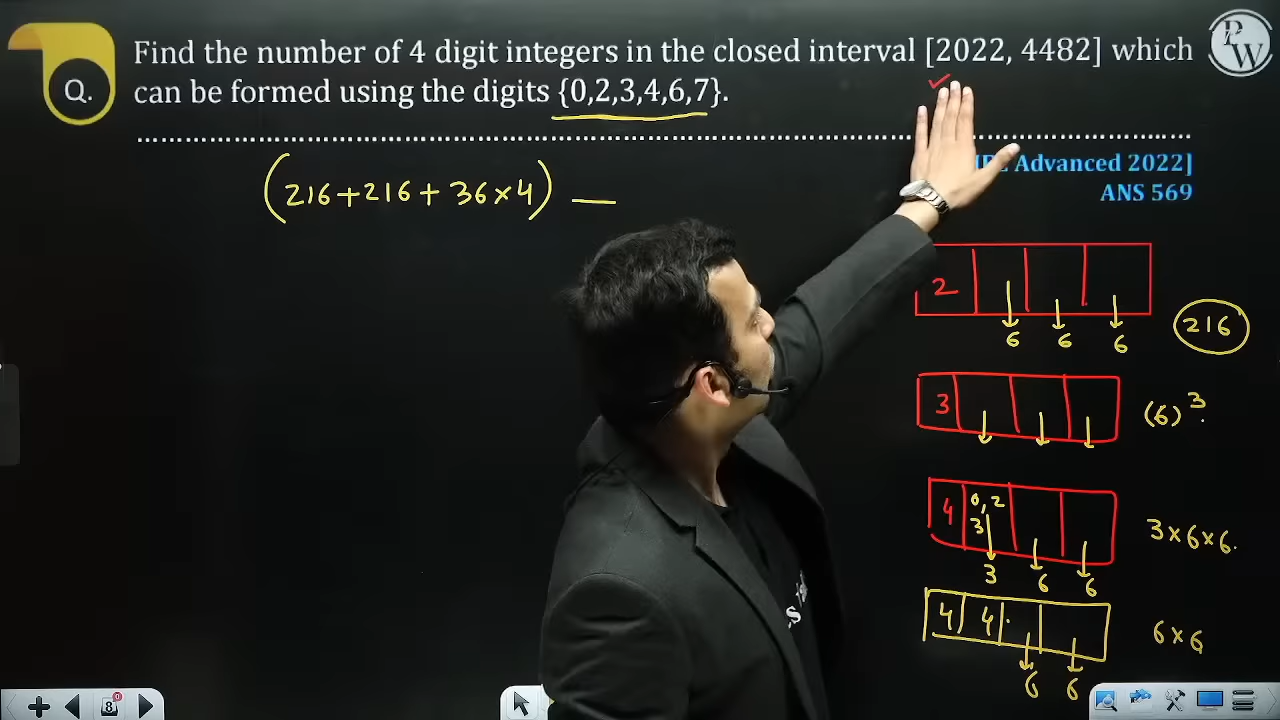 Q.
Find the number of 4 digit integers in the closed interval [2022, 4482] which
can be formed using the digits {0,2,3,4,6,7}.
Advanced 2022]
ANS 569
(216+216+36×4) —
2
6 6 6
216
3
(6)³
4 0, 2
3
3 6 6
3×6×6.
4 4
6 6
6×6
PW
8
0